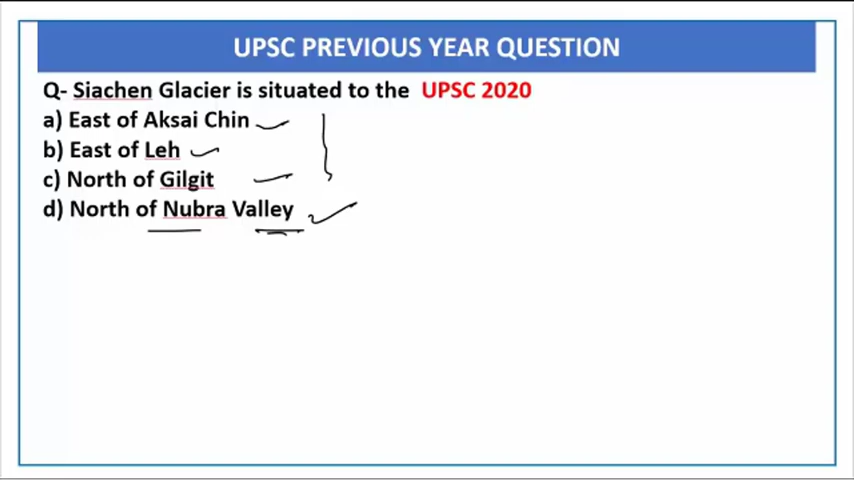 UPSC PREVIOUS YEAR QUESTION
Q- Siachen Glacier is situated to the UPSC 2020
a) East of Aksai Chin
b) East of Leh
c) North of Gilgit
d) North of Nubra Valley